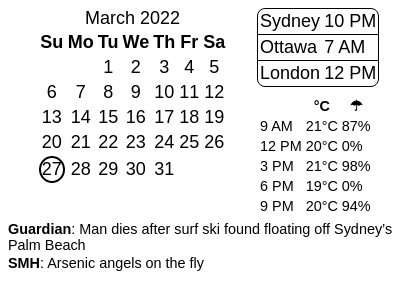 March 2022
Su Mo Tu We Th Fr Sa
1 2 3 4 5
6 7 8 9 10 11 12
13 14 15 16 17 18 19
20 21 22 23 24 25 26
27 28 29 30 31
Sydney 10 PM
Ottawa 7 AM
London 12 PM
°C ☂
9 AM 21°C 87%
12 PM 20°C 0%
3 PM 21°C 98%
6 PM 19°C 0%
9 PM 20°C 94%
Guardian: Man dies after surf ski found floating off Sydney’s
Palm Beach
SMH: Arsenic angels on the fly